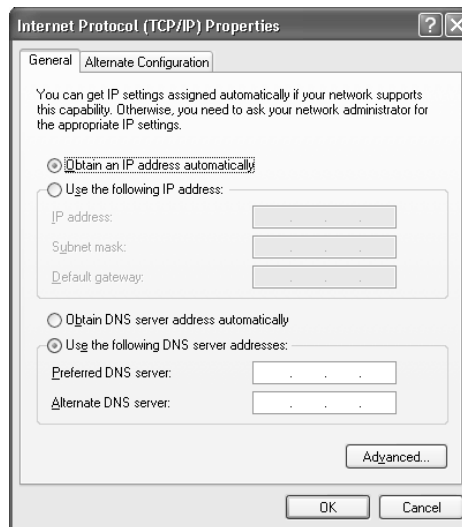 Internet Protocol (TCP/IP) Properties
General
Alternate Configuration
You can get IP settings assigned automatically if your network supports
this capability. Otherwise, you need to ask your network administrator for
the appropriate IP settings.
Obtain an IP address automatically
Use the following IP address:
IP address:
Subnet mask:
Default gateway:
Obtain DNS server address automatically
Use the following DNS server addresses:
Preferred DNS server:
Alternate DNS server:
Advanced...
OK
Cancel